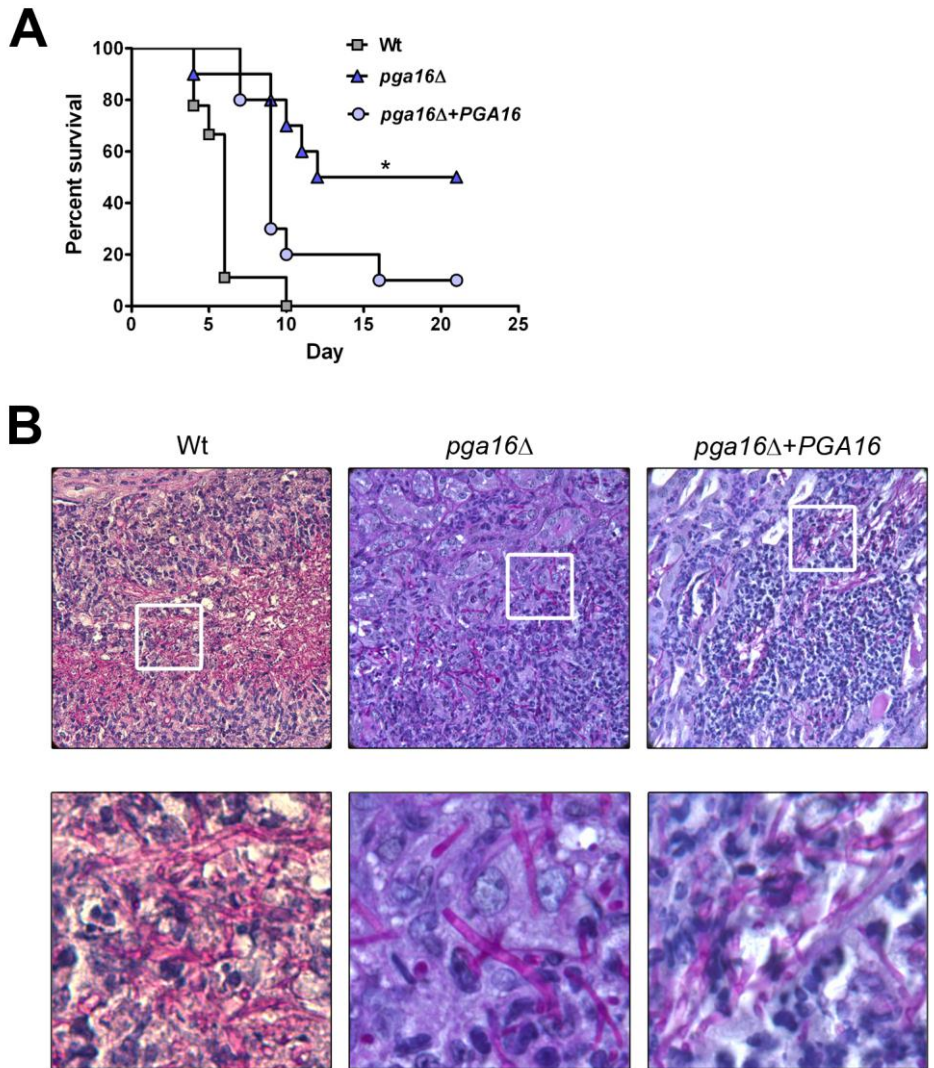 A
Percent survival
100
80
60
40
20
0
0 5 10 15 20 25
Day
Wt
pga16Δ
pga16Δ+PGA16
*
B
Wt pga16Δ pga16Δ+PGA16